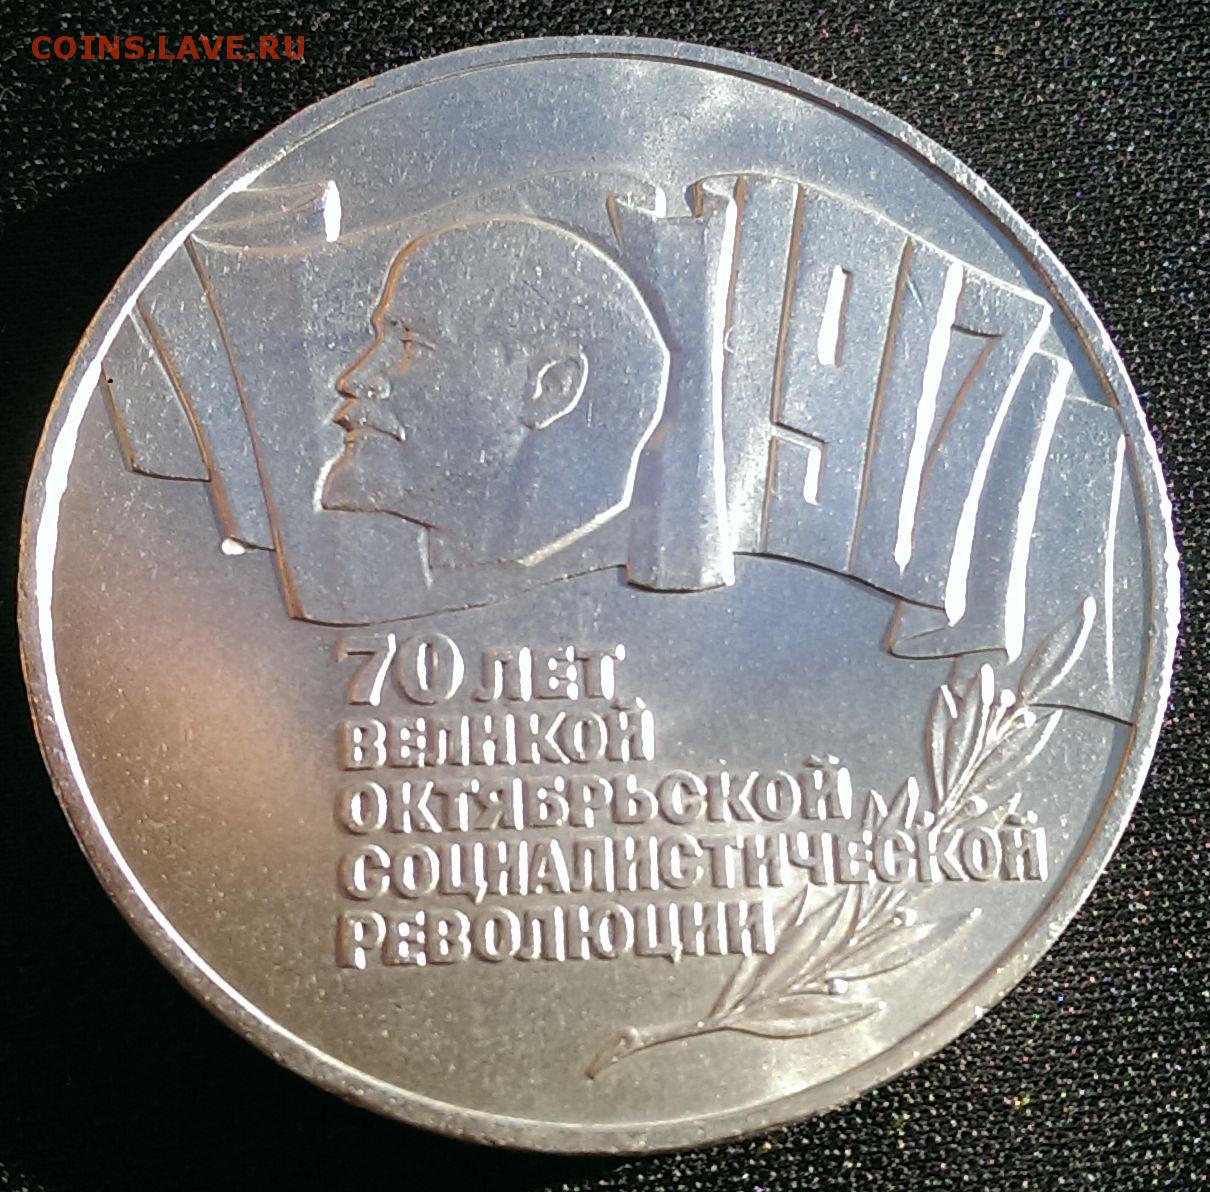 COINS.LAVE.RU
1917
70 ЛЕТ
ВЕЛИКОЙ
ОКТЯБРЬСКОЙ
СОЦИАЛИСТИЧЕСКОЙ
РЕВОЛЮЦИИ